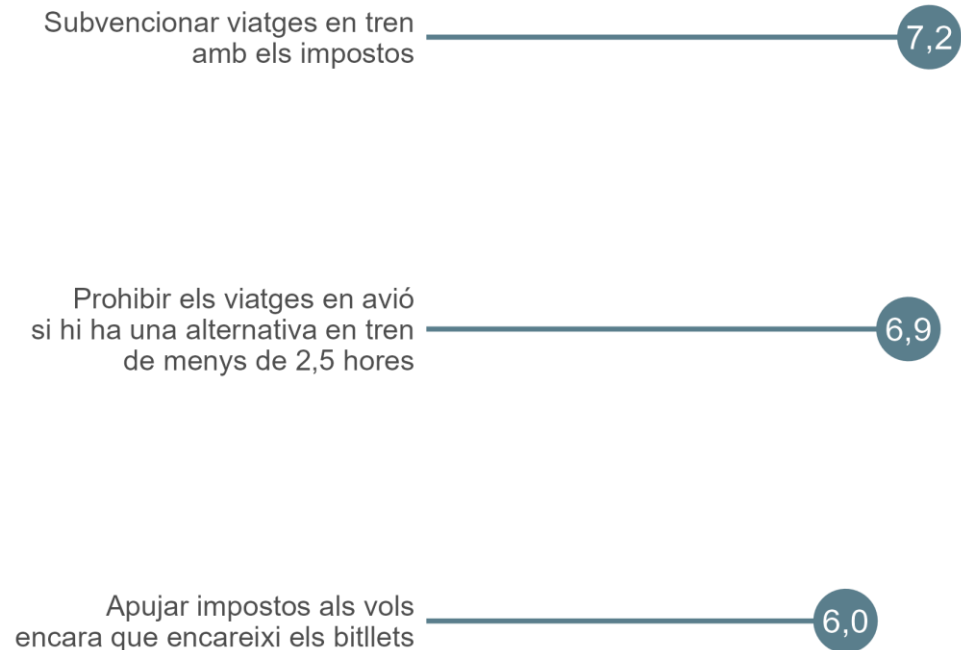 Subvencionar viatges en tren
amb els impostos
7,2
Prohibir els viatges en avió
si hi ha una alternativa en tren
de menys de 2,5 hores
6,9
Apujar impostos als vols
encara que encareixi els bitllets
6,0